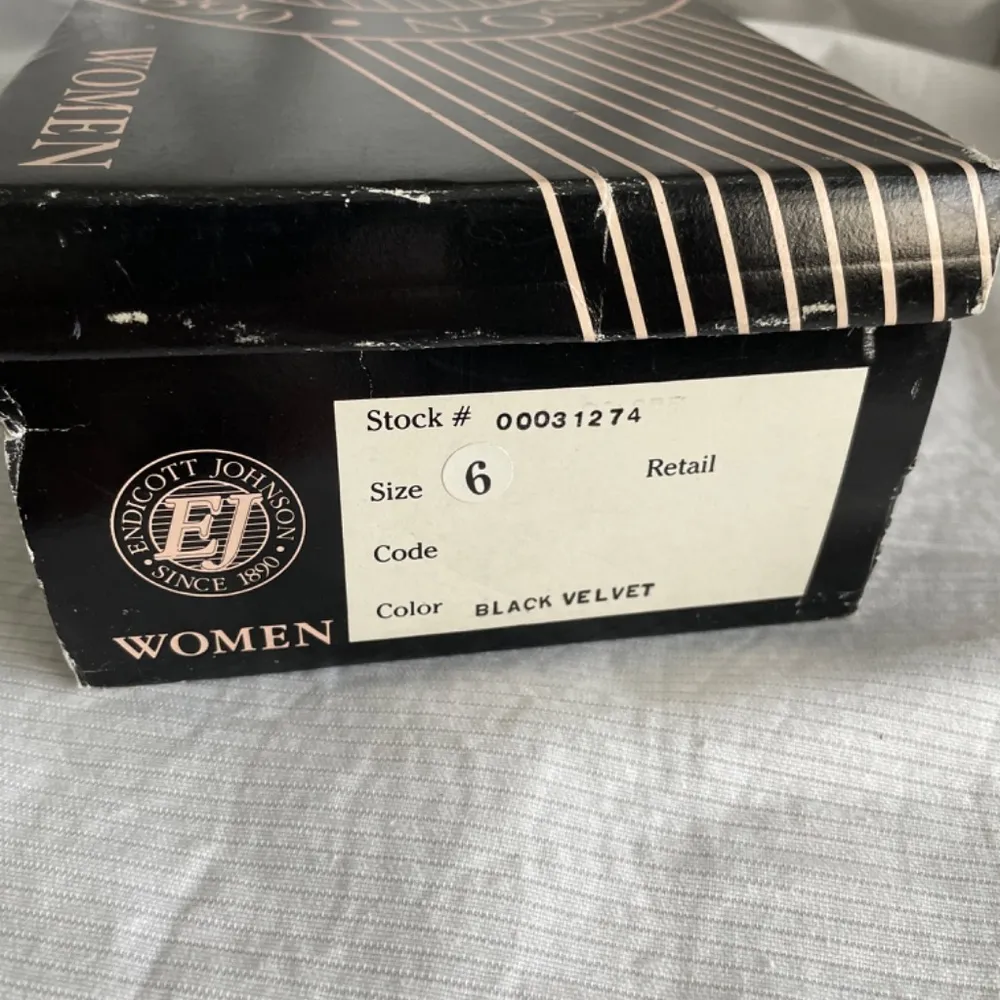 WOMEN
Stock # 00031274
Size 6 Retail
Code
Color BLACK VELVET
ENDICOTT JOHNSON
EJ
SINCE 1890
WOMEN